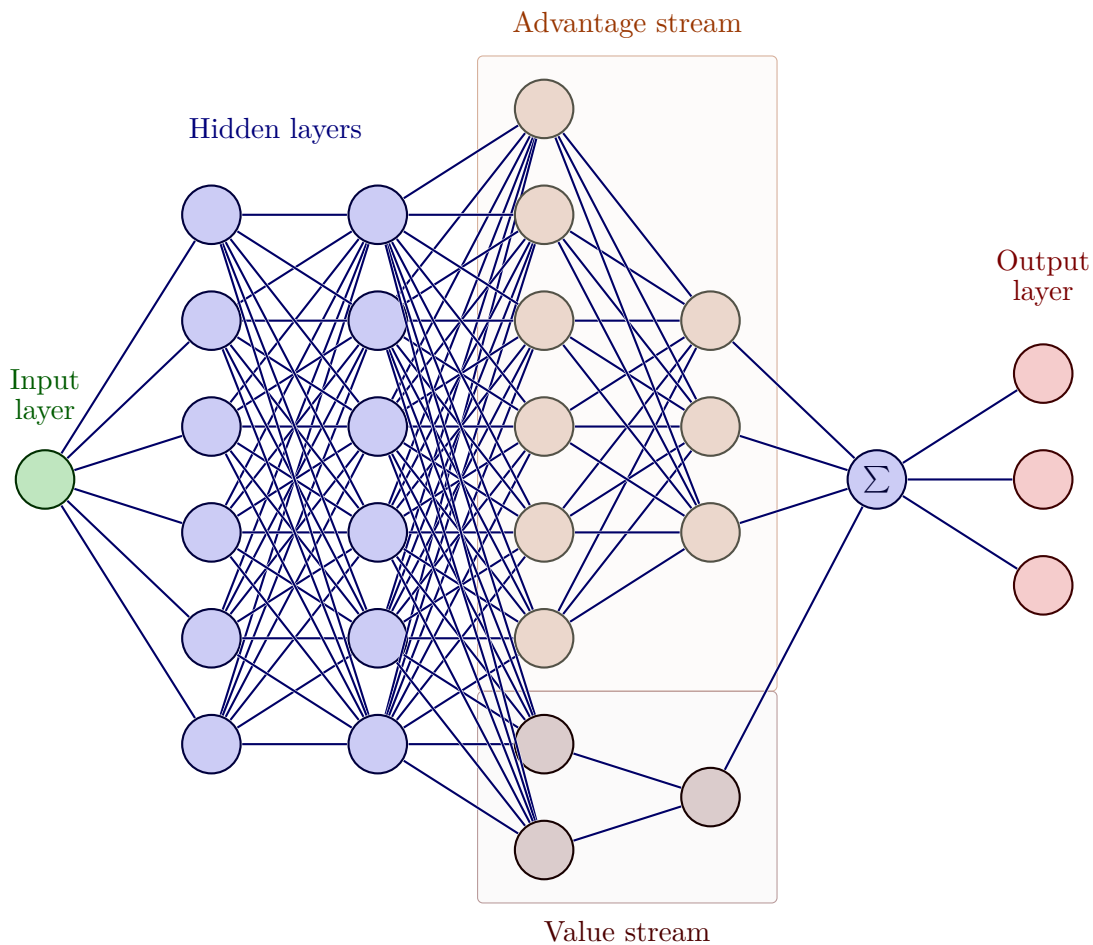 Advantage stream
Hidden layers
Input
layer
Σ
Output
layer
Value stream